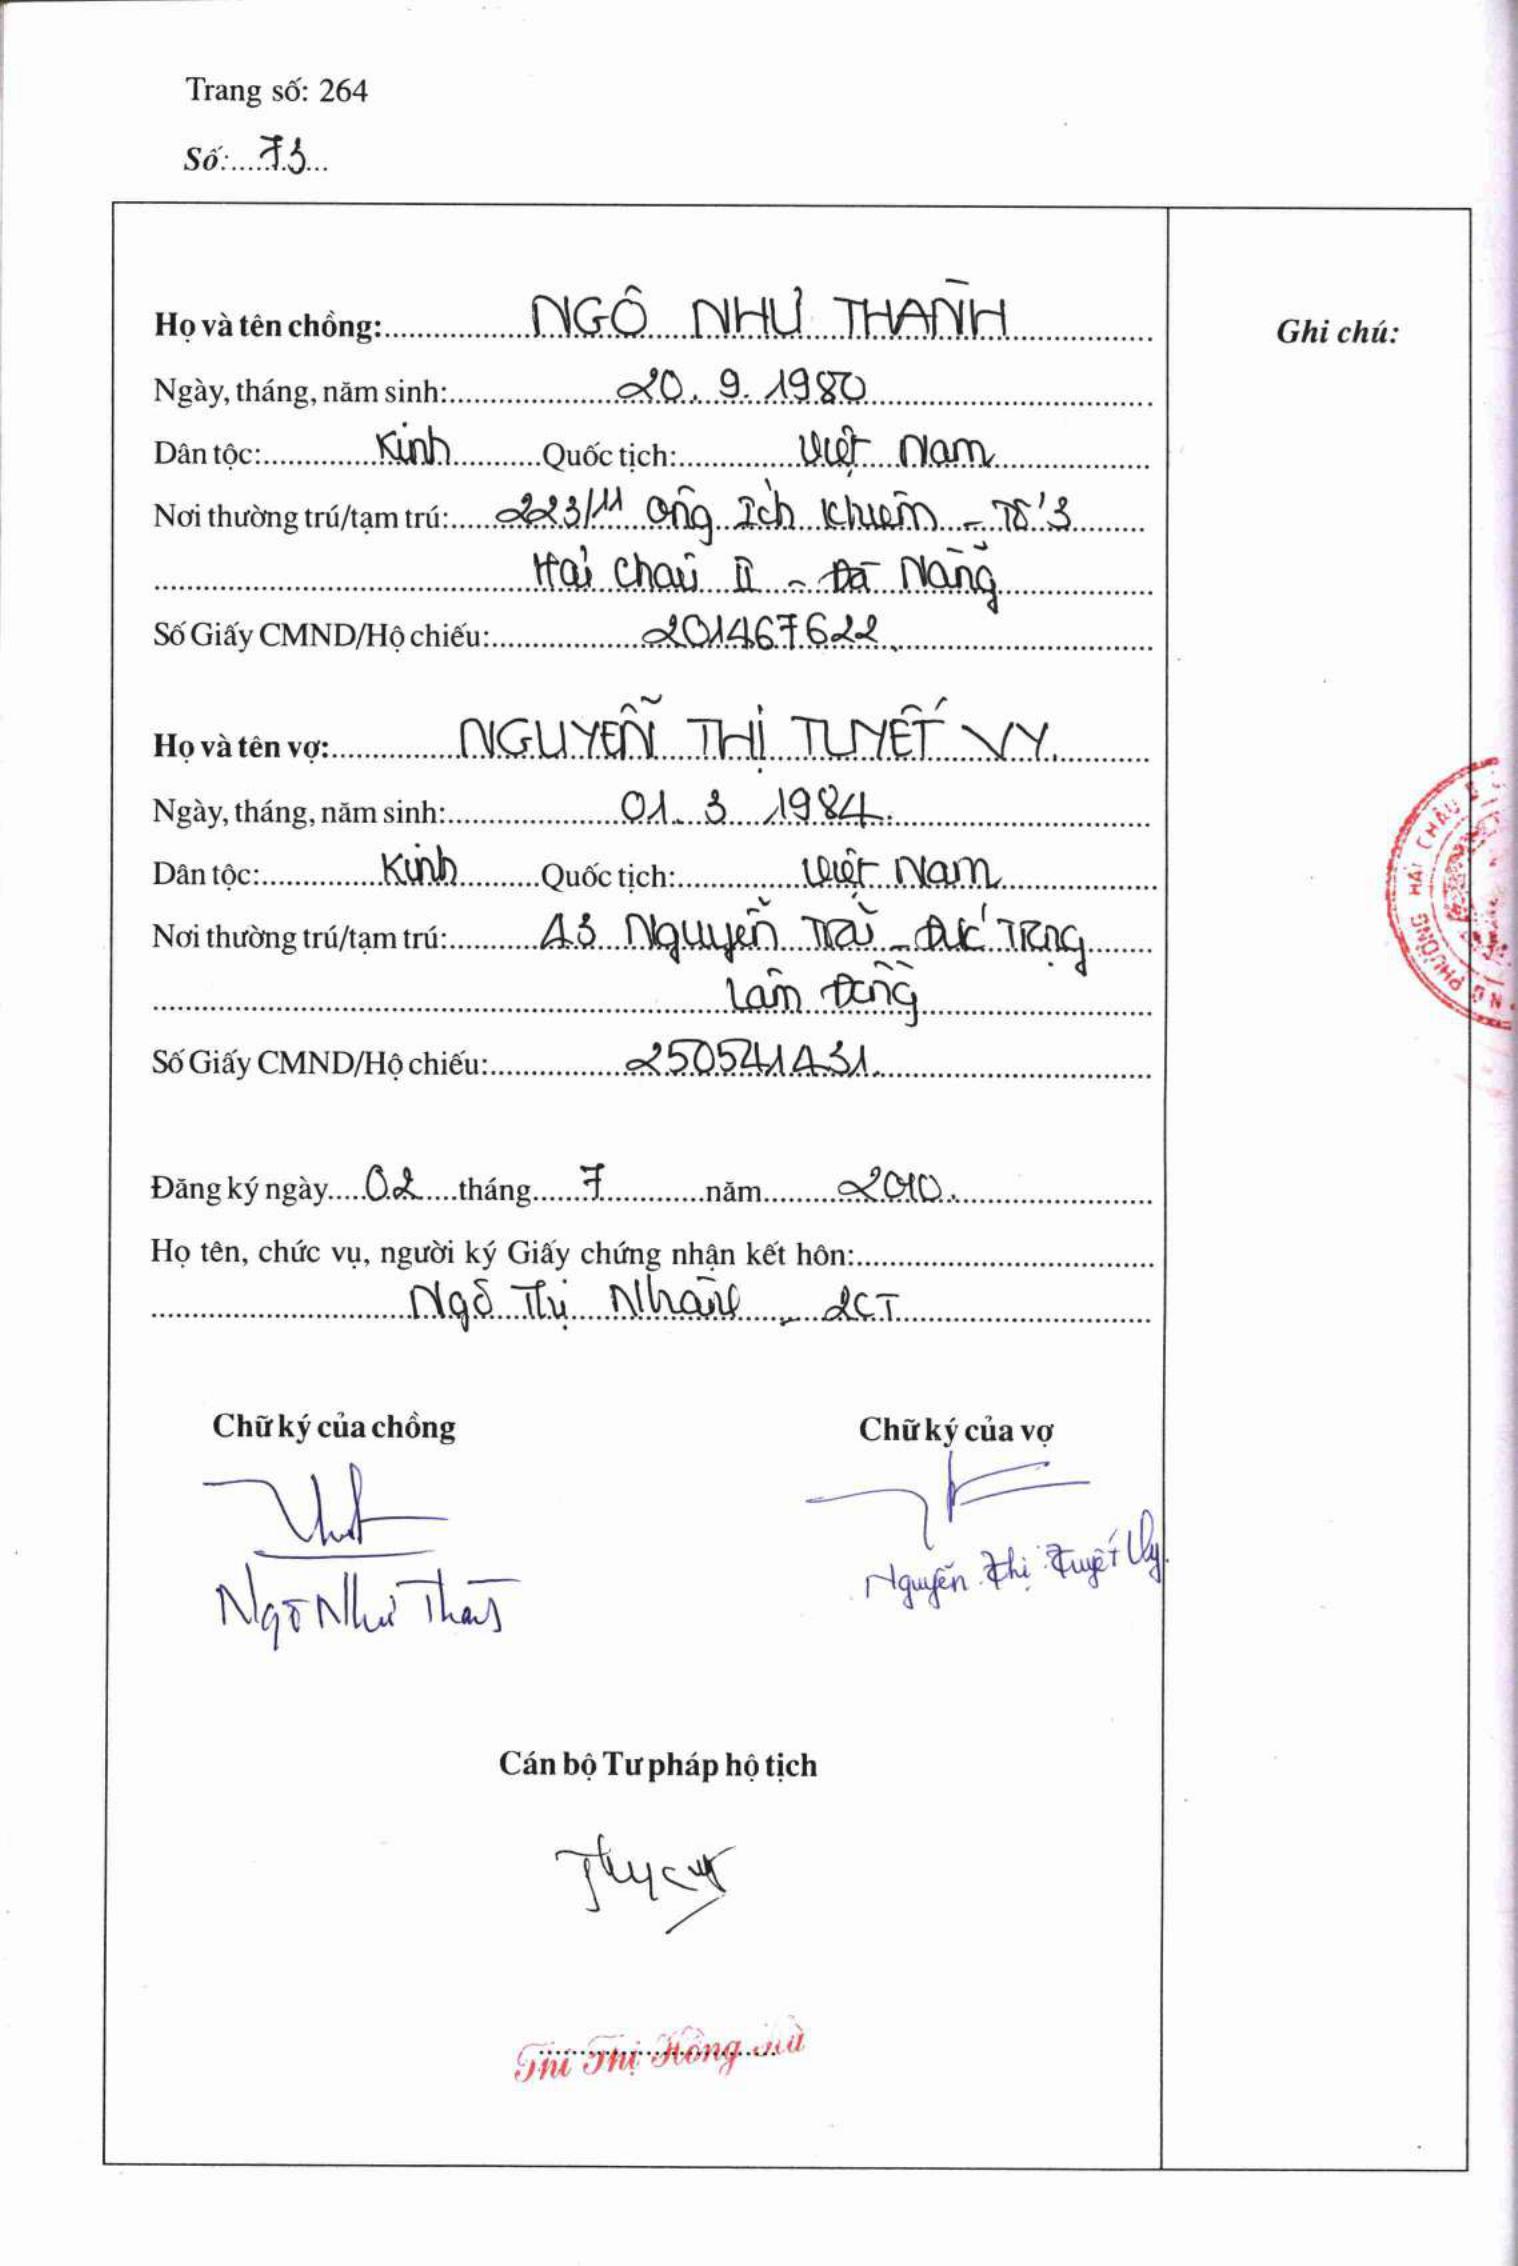 Trang số: 264
Số: 73
Họ và tên chồng: NGÔ NHƯ THÀNH
Ghi chú:
Ngày, tháng, năm sinh: 20. 9. 1980
Dân tộc: Kinh Quốc tịch: Việt Nam
Nơi thường trú/tạm trú: 223/11 Ông Ích Khiêm - Tổ 3
Hải Châu II - Đà Nẵng
Số Giấy CMND/Hộ chiếu: 201467622
Họ và tên vợ: NGUYỄN THỊ TUYẾT VY
Ngày, tháng, năm sinh: 01. 3. 1984
Dân tộc: Kinh Quốc tịch: Việt Nam
Nơi thường trú/tạm trú: 43 Nguyễn Trãi - Đức Trọng
Lâm Đồng
Số Giấy CMND/Hộ chiếu: 250541431
Đăng ký ngày 02 tháng 7 năm 2010
Họ tên, chức vụ, người ký Giấy chứng nhận kết hôn:
Ngô Thị Nhàn - PCT
Chữ ký của chồng
Chữ ký của vợ
Ngô Như Thành
Nguyễn Thị Tuyết Vy
Cán bộ Tư pháp hộ tịch
Thị Hồng
PHƯỜNG HẢI CHÂU